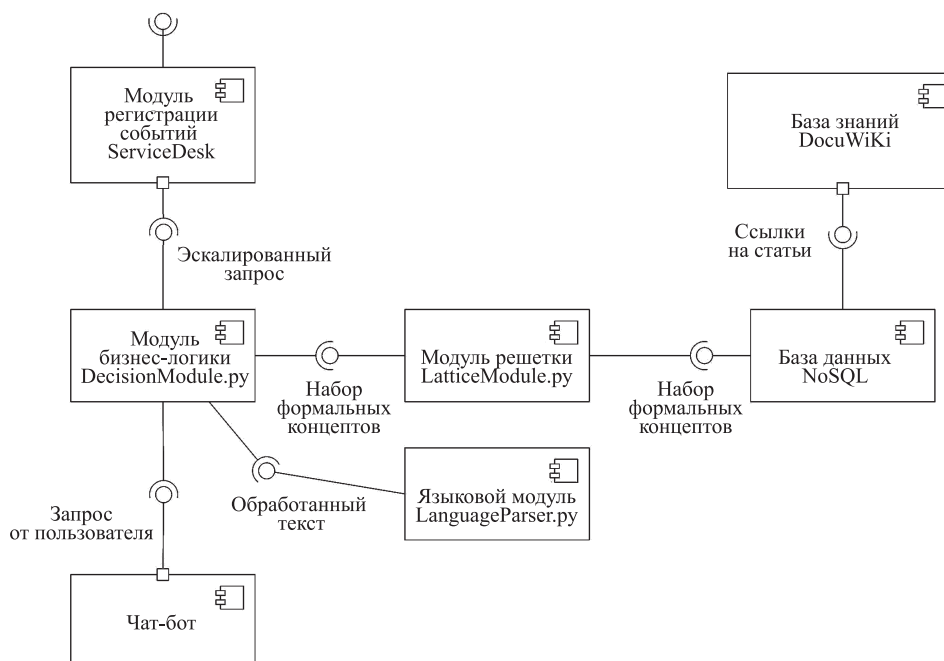 Модуль
регистрации
событий
ServiceDesk
База знаний
DocuWiKi
Эскалированный
запрос
Ссылки
на статьи
Модуль
бизнес-логики
DecisionModule.py
Модуль решетки
LatticeModule.py
База данных
NoSQL
Набор
формальных
концептов
Набор
формальных
концептов
Обработанный
текст
Языковой модуль
LanguageParser.py
Запрос
от пользователя
Чат-бот